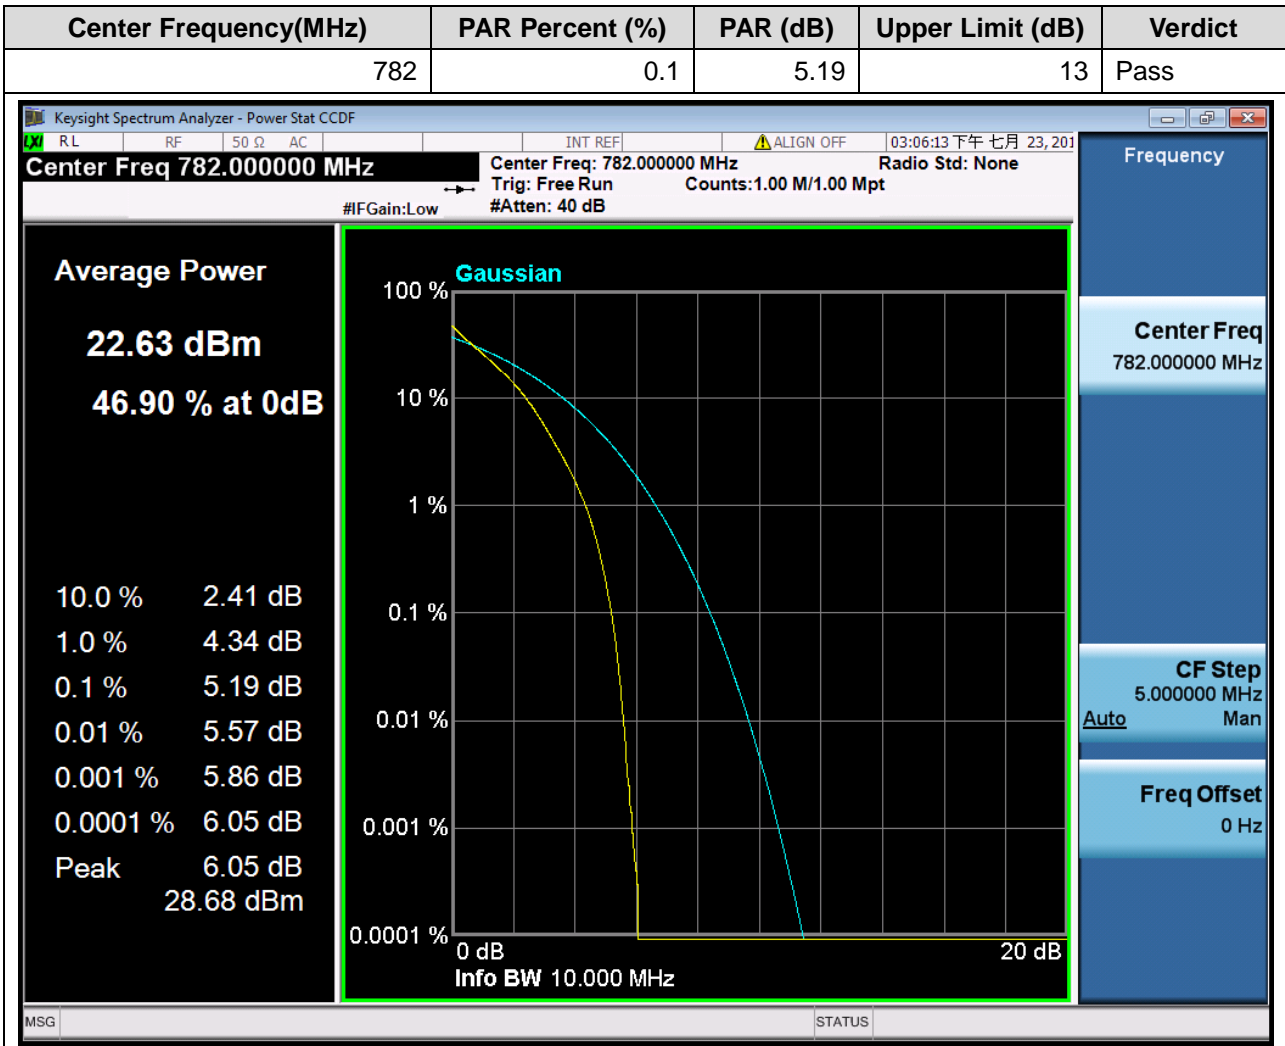 Center Frequency(MHz) PAR Percent (%) PAR (dB) Upper Limit (dB) Verdict
782 0.1 5.19 13 Pass
Keysight Spectrum Analyzer - Power Stat CCDF
LXI RL RF 50 Ω AC INT REF ALIGN OFF 03:06:13 下午 七月 23, 201
Center Freq 782.000000 MHz
Center Freq: 782.000000 MHz Radio Std: None
Trig: Free Run Counts:1.00 M/1.00 Mpt
#IFGain:Low #Atten: 40 dB
Frequency
Average Power
22.63 dBm
46.90 % at 0dB
10.0 % 2.41 dB
1.0 % 4.34 dB
0.1 % 5.19 dB
0.01 % 5.57 dB
0.001 % 5.86 dB
0.0001 % 6.05 dB
Peak 6.05 dB
28.68 dBm
Gaussian
100 %
10 %
1 %
0.1 %
0.01 %
0.001 %
0.0001 %
0 dB 20 dB
Info BW 10.000 MHz
Center Freq
782.000000 MHz
CF Step
5.000000 MHz
Auto Man
Freq Offset
0 Hz
MSG STATUS